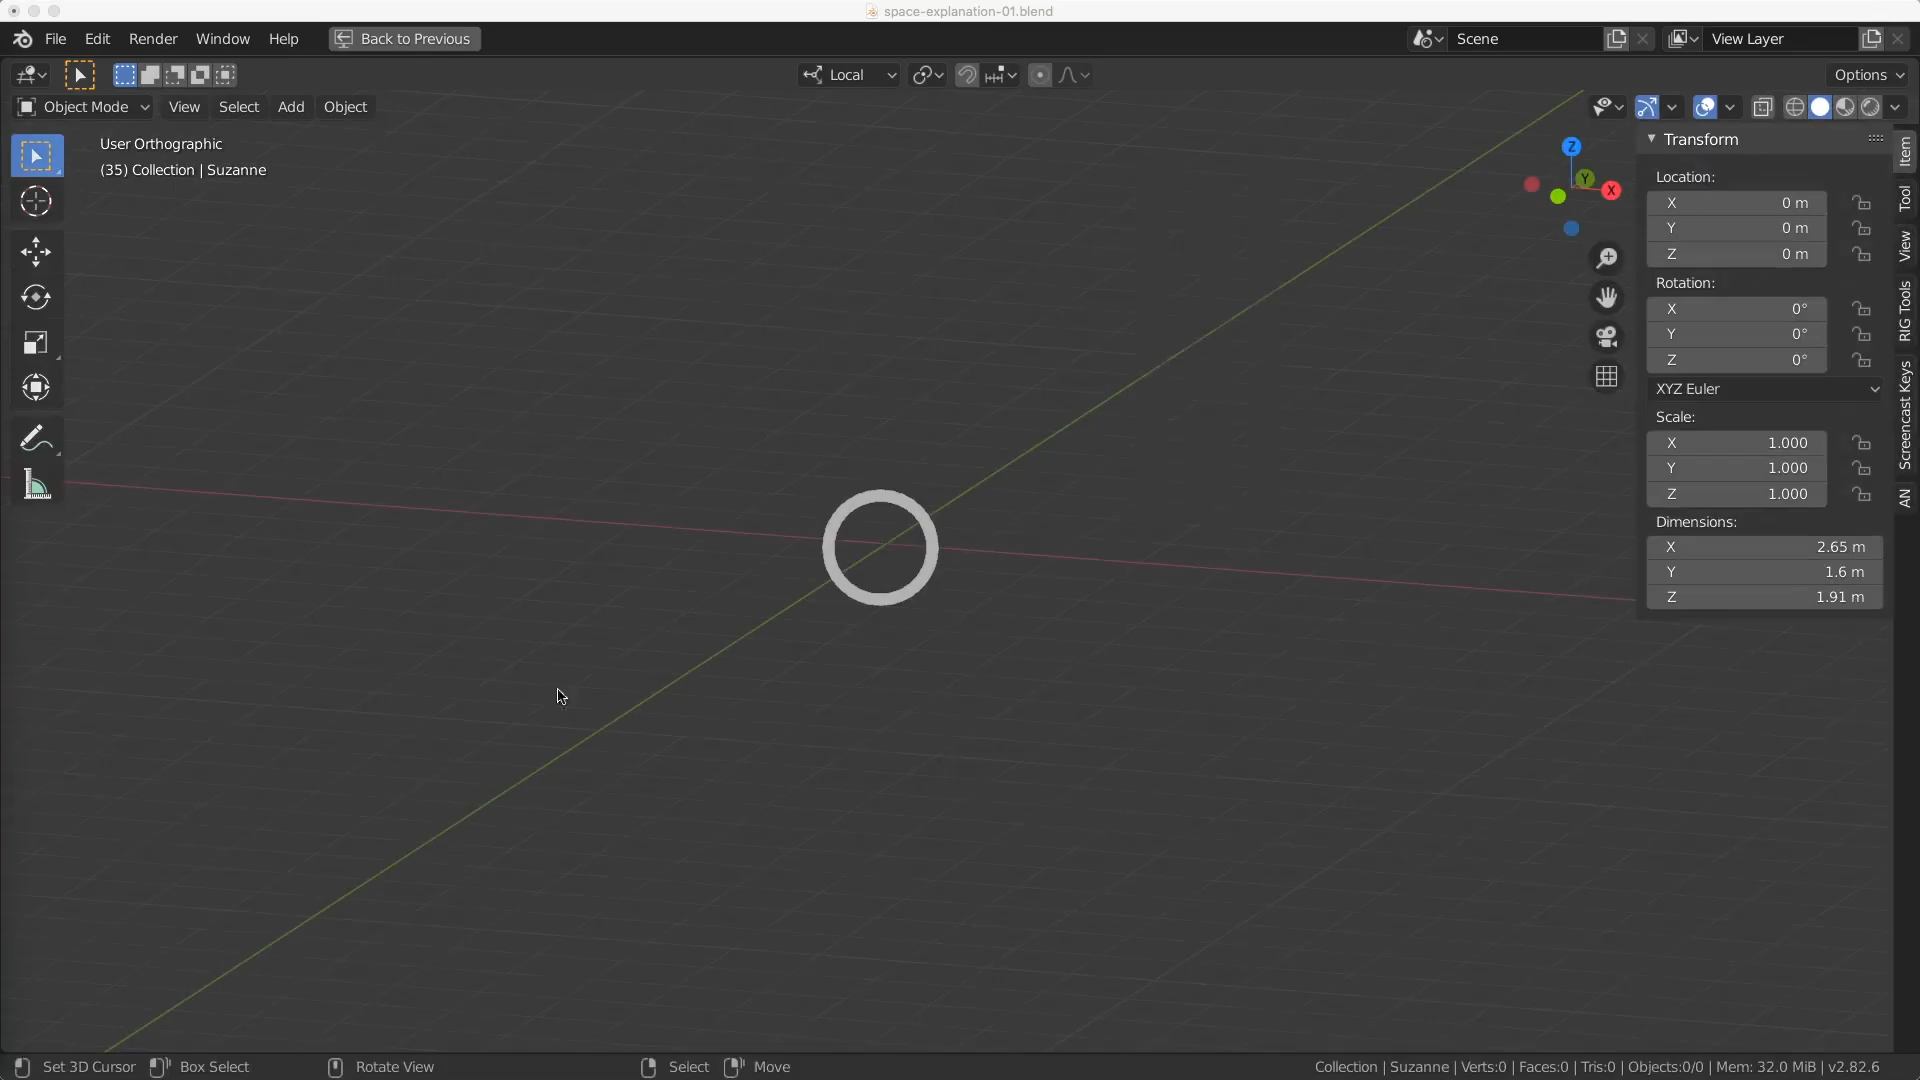 space-explanation-01.blend
File Edit Render Window Help Back to Previous Scene View Layer
Local Options
Object Mode View Select Add Object
User Orthographic
(35) Collection | Suzanne
Z
Y
X
Transform
Location:
X 0 m
Y 0 m
Z 0 m
Rotation:
X 0°
Y 0°
Z 0°
XYZ Euler
Scale:
X 1.000
Y 1.000
Z 1.000
Dimensions:
X 2.65 m
Y 1.6 m
Z 1.91 m
Item
Tool
View
RIG Tools
Screencast Keys
AN
Set 3D Cursor Box Select Rotate View Select Move Collection | Suzanne | Verts:0 | Faces:0 | Tris:0 | Objects:0/0 | Mem: 32.0 MiB | v2.82.6